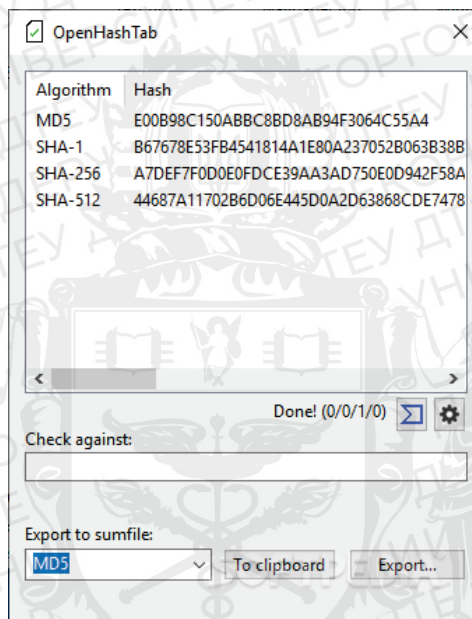 OpenHashTab
Algorithm Hash
MD5 E00B98C150ABBC8BD8AB94F3064C55A4
SHA-1 B67678E53FB4541814A1E80A237052B063B38B
SHA-256 A7DEF7F0D0E0FDCE39AA3AD750E0D942F58A
SHA-512 44687A11702B6D06E445D0A2D63868CDE7478
Done! (0/0/1/0)
Check against:
Export to sumfile:
MD5 To clipboard Export...